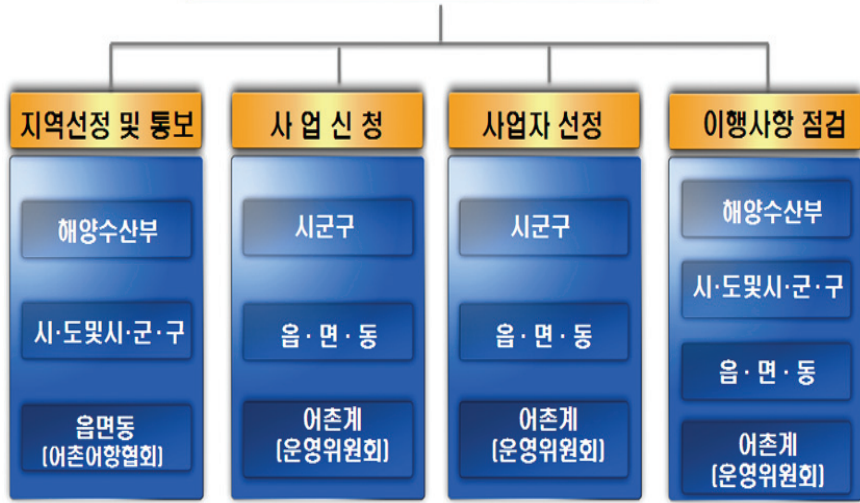 지역선정 및 통보
해양수산부
시·도및시·군·구
읍면동
(어촌어항협회)
사 업 신 청
시군구
읍·면·동
어촌계
(운영위원회)
사업자 선정
시군구
읍·면·동
어촌계
(운영위원회)
이행사항 점검
해양수산부
시·도및시·군·구
읍·면·동
어촌계
(운영위원회)